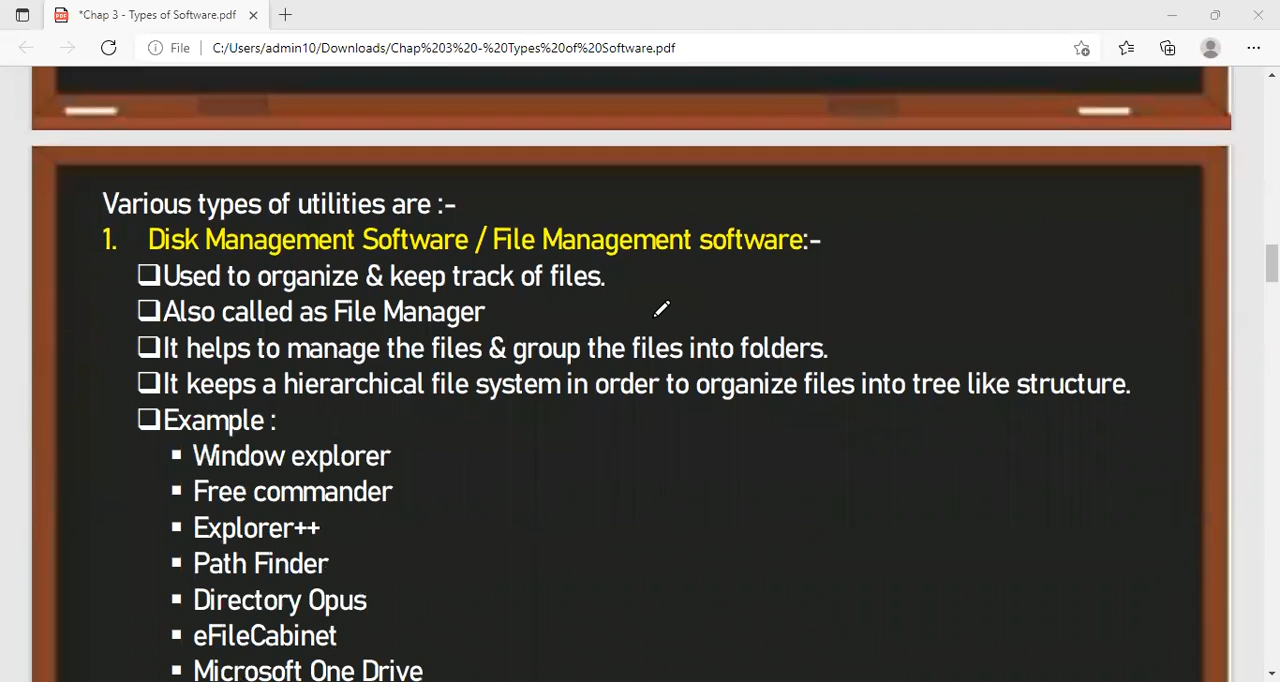 *Chap 3 - Types of Software.pdf
File
C:/Users/admin10/Downloads/Chap%203%20-%20Types%20of%20Software.pdf
Various types of utilities are :-
1. Disk Management Software / File Management software:-
❑Used to organize & keep track of files.
❑Also called as File Manager
❑It helps to manage the files & group the files into folders.
❑It keeps a hierarchical file system in order to organize files into tree like structure.
❑Example :
▪ Window explorer
▪ Free commander
▪ Explorer++
▪ Path Finder
▪ Directory Opus
▪ eFileCabinet
▪ Microsoft One Drive